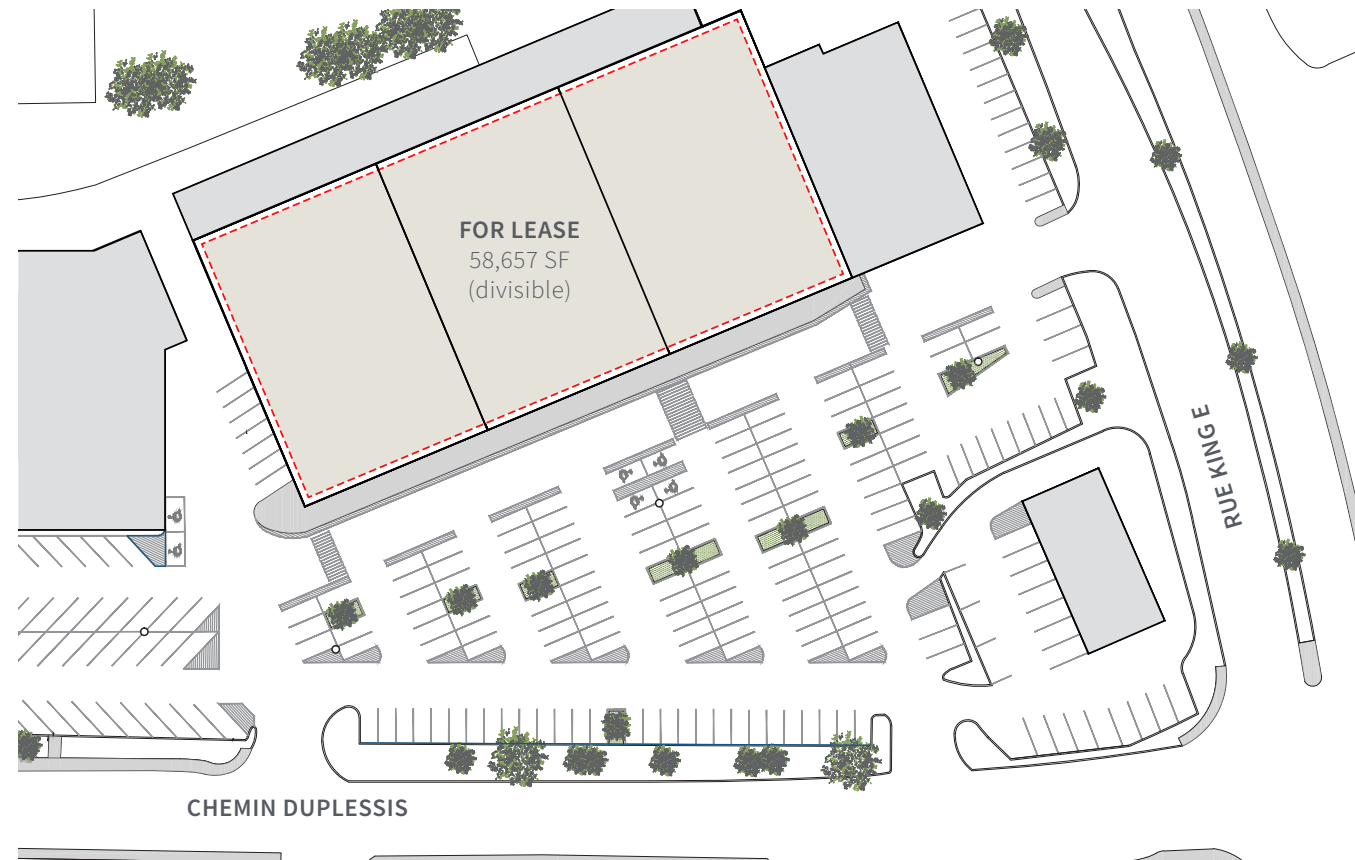 FOR LEASE
58,657 SF
(divisible)
RUE KING E
CHEMIN DUPLESSIS